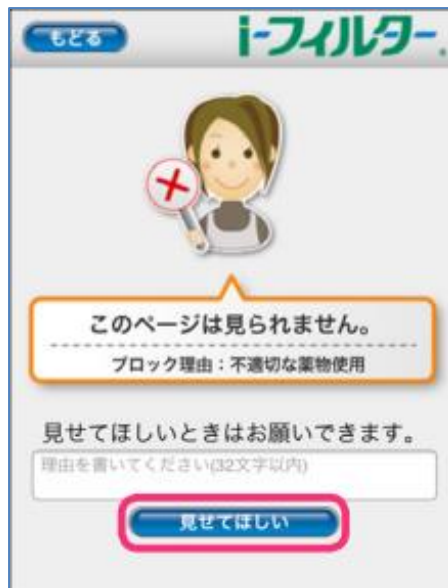 もどる
i-フィルター®
このページは見られません。
ブロック理由：不適切な薬物使用
見せてほしいときはお願いできます。
理由を書いてください(32文字以内)
見せてほしい